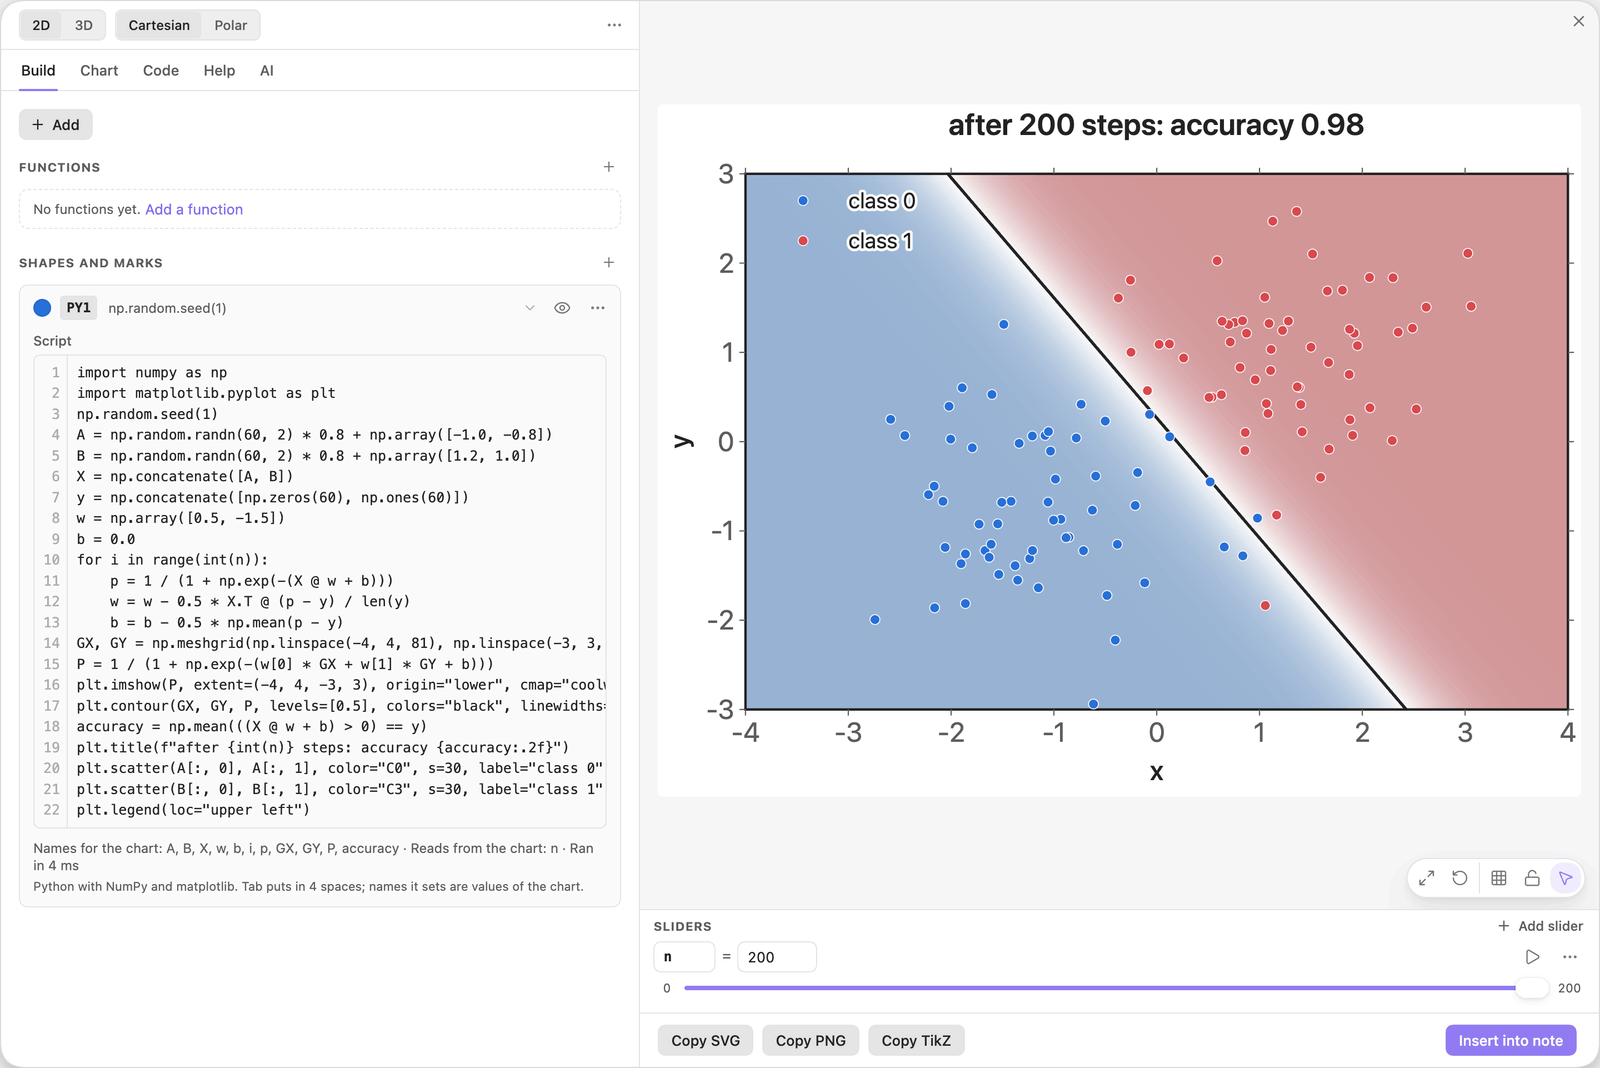 2D 3D Cartesian Polar
Build Chart Code Help AI
+ Add
FUNCTIONS
No functions yet. Add a function
SHAPES AND MARKS
PY1 np.random.seed(1)
Script
1 import numpy as np
2 import matplotlib.pyplot as plt
3 np.random.seed(1)
4 A = np.random.randn(60, 2) * 0.8 + np.array([-1.0, -0.8])
5 B = np.random.randn(60, 2) * 0.8 + np.array([1.2, 1.0])
6 X = np.concatenate([A, B])
7 y = np.concatenate([np.zeros(60), np.ones(60)])
8 w = np.array([0.5, -1.5])
9 b = 0.0
10 for i in range(int(n)):
11     p = 1 / (1 + np.exp(-(X @ w + b)))
12     w = w - 0.5 * X.T @ (p - y) / len(y)
13     b = b - 0.5 * np.mean(p - y)
14 GX, GY = np.meshgrid(np.linspace(-4, 4, 81), np.linspace(-3, 3,
15 P = 1 / (1 + np.exp(-(w[0] * GX + w[1] * GY + b)))
16 plt.imshow(P, extent=(-4, 4, -3, 3), origin="lower", cmap="cool
17 plt.contour(GX, GY, P, levels=[0.5], colors="black", linewidths=
18 accuracy = np.mean(((X @ w + b) > 0) == y)
19 plt.title(f"after {int(n)} steps: accuracy {accuracy:.2f}")
20 plt.scatter(A[:, 0], A[:, 1], color="C0", s=30, label="class 0"
21 plt.scatter(B[:, 0], B[:, 1], color="C3", s=30, label="class 1"
22 plt.legend(loc="upper left")
Names for the chart: A, B, X, w, b, i, p, GX, GY, P, accuracy · Reads from the chart: n · Ran
in 4 ms
Python with NumPy and matplotlib. Tab puts in 4 spaces; names it sets are values of the chart.
after 200 steps: accuracy 0.98
class 0
class 1
3
2
1
0
-1
-2
-3
y
-4 -3 -2 -1 0 1 2 3 4
x
SLIDERS + Add slider
n = 200
0 200
Copy SVG Copy PNG Copy TikZ Insert into note